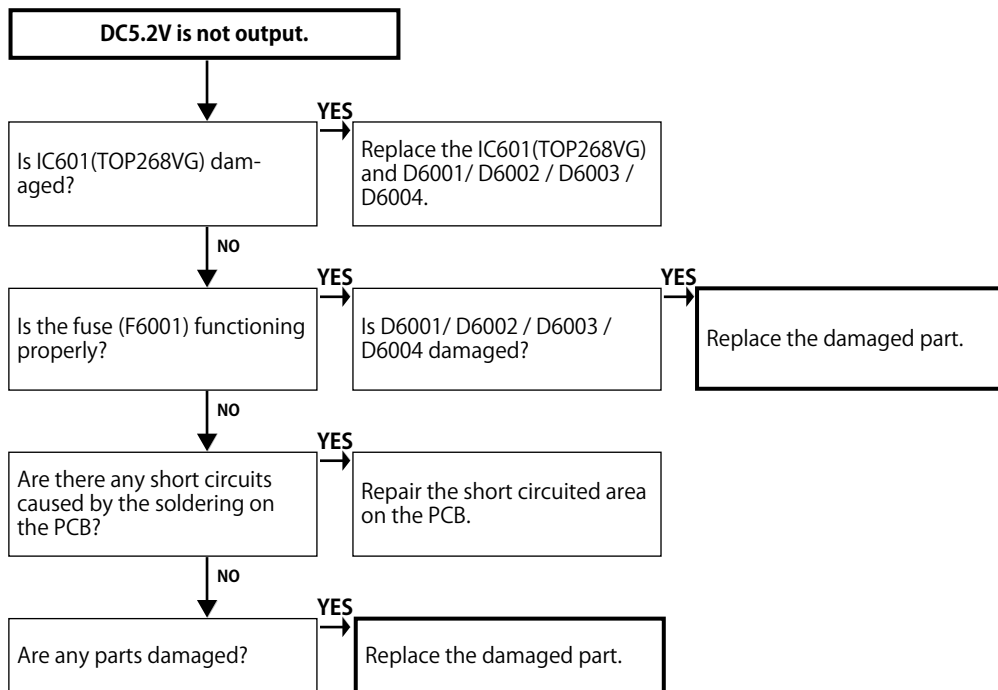 DC5.2V is not output.
YES
Is IC601(TOP268VG) dam-
aged?
Replace the IC601(TOP268VG)
and D6001/ D6002 / D6003 /
D6004.
NO
YES
YES
Is the fuse (F6001) functioning
properly?
Is D6001/ D6002 / D6003 /
D6004 damaged?
Replace the damaged part.
NO
YES
Are there any short circuits
caused by the soldering on
the PCB?
Repair the short circuited area
on the PCB.
NO
YES
Are any parts damaged?
Replace the damaged part.